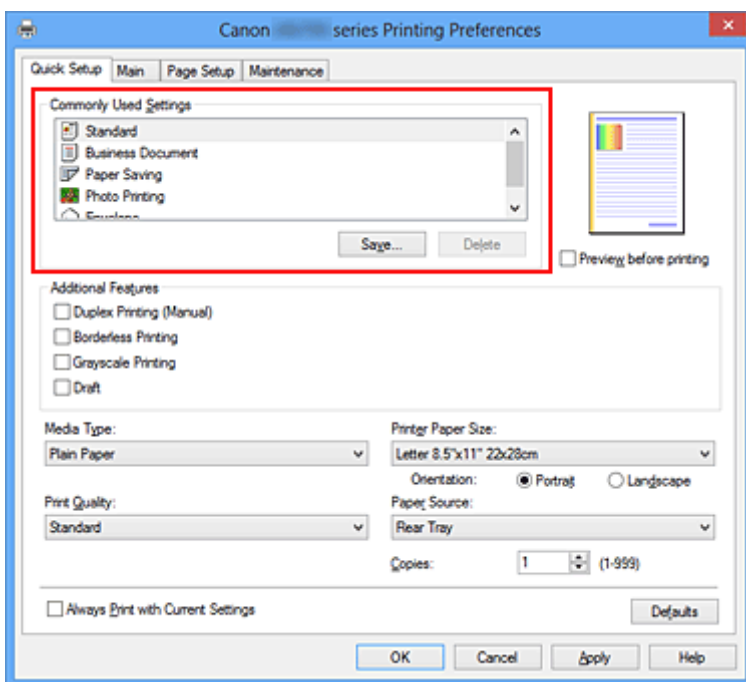 Canon series Printing Preferences
Quick Setup Main Page Setup Maintenance
Commonly Used Settings
Standard
Business Document
Paper Saving
Photo Printing
Envelope
Save... Delete
Preview before printing
Additional Features
Duplex Printing (Manual)
Borderless Printing
Grayscale Printing
Draft
Media Type: Printer Paper Size:
Plain Paper Letter 8.5"x11" 22x28cm
Orientation: Portrait Landscape
Print Quality: Paper Source:
Standard Rear Tray
Copies: 1 (1-999)
Always Print with Current Settings Defaults
OK Cancel Apply Help